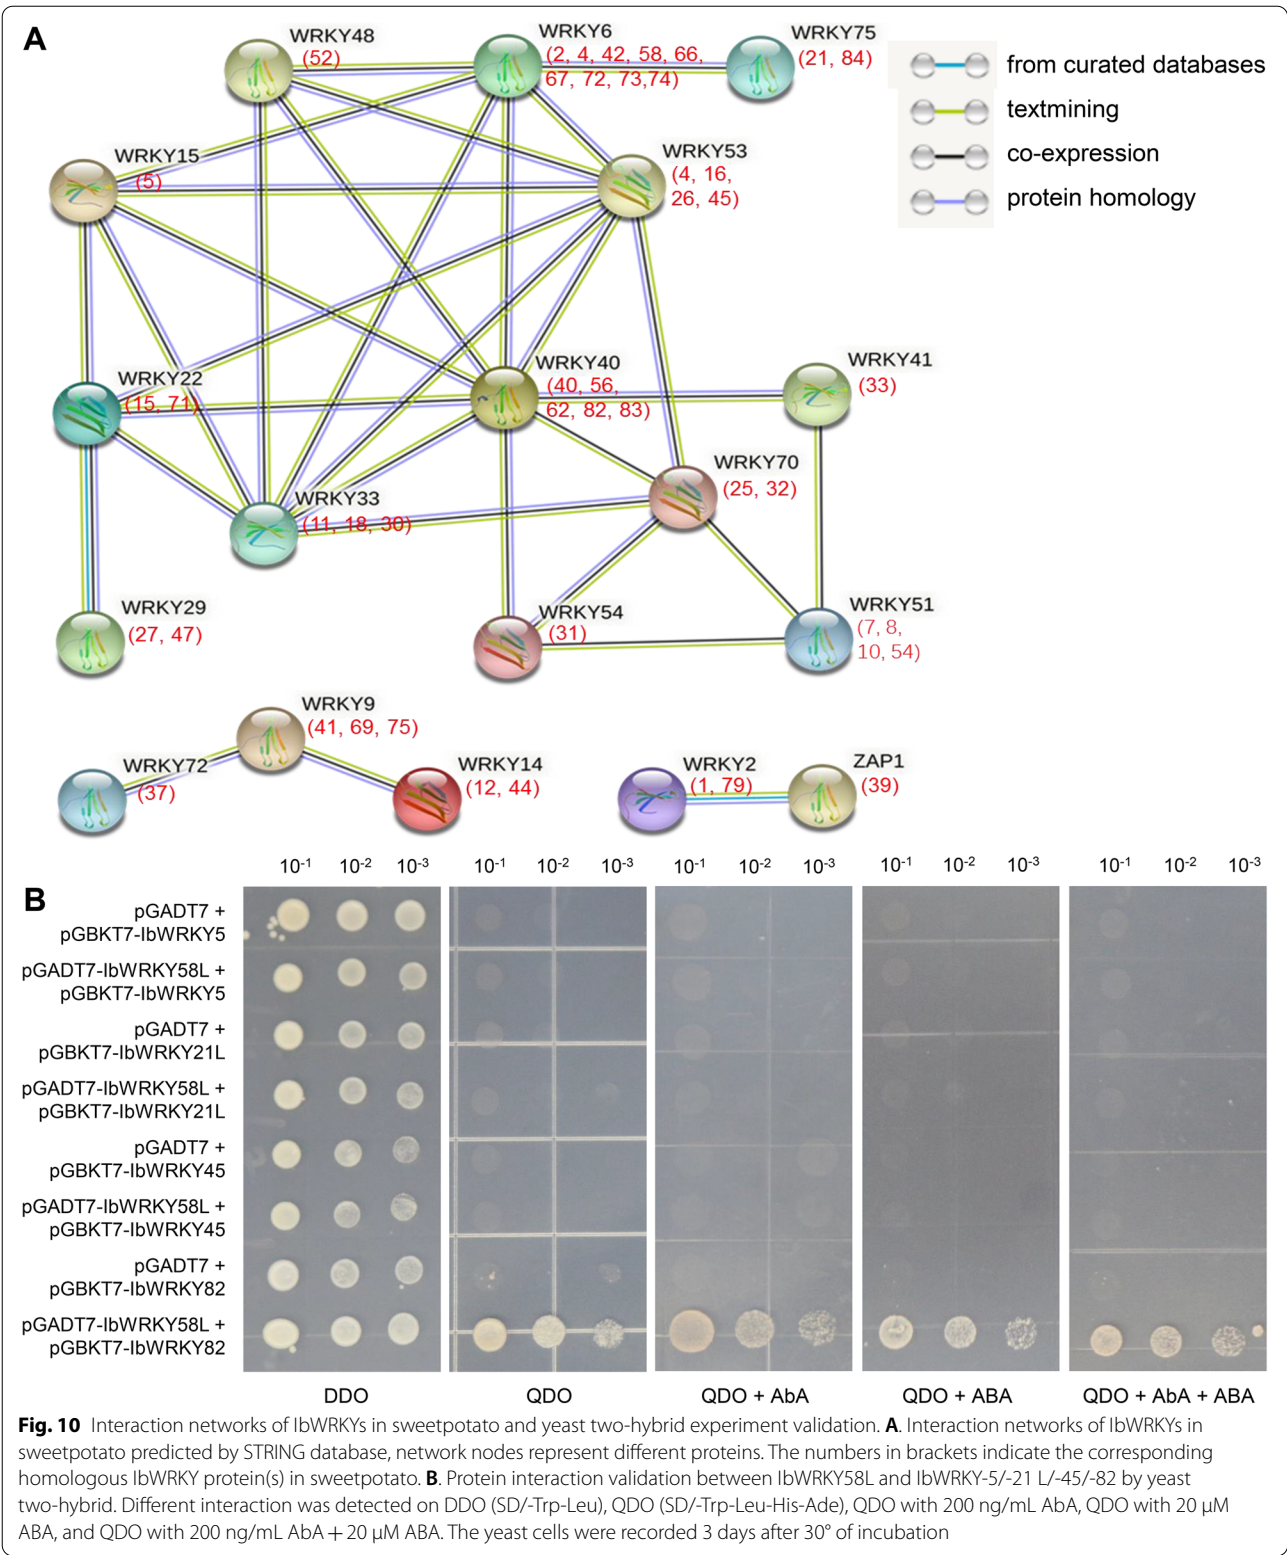 A
WRKY48
(52)
WRKY6
(2, 4, 42, 58, 66,
67, 72, 73,74)
WRKY75
(21, 84)
from curated databases
textmining
co-expression
protein homology
WRKY15
(5)
WRKY53
(4, 16,
26, 45)
WRKY22
(15, 71)
WRKY40
(40, 56,
62, 82, 83)
WRKY41
(33)
WRKY70
(25, 32)
WRKY33
(11, 18, 30)
WRKY29
(27, 47)
WRKY54
(31)
WRKY51
(7, 8,
10, 54)
WRKY9
(41, 69, 75)
WRKY72
(37)
WRKY14
(12, 44)
WRKY2
(1, 79)
ZAP1
(39)
B
10-1 10-2 10-3 10-1 10-2 10-3 10-1 10-2 10-3 10-1 10-2 10-3 10-1 10-2 10-3
pGADT7 +
pGBKT7-IbWRKY5
pGADT7-IbWRKY58L +
pGBKT7-IbWRKY5
pGADT7 +
pGBKT7-IbWRKY21L
pGADT7-IbWRKY58L +
pGBKT7-IbWRKY21L
pGADT7 +
pGBKT7-IbWRKY45
pGADT7-IbWRKY58L +
pGBKT7-IbWRKY45
pGADT7 +
pGBKT7-IbWRKY82
pGADT7-IbWRKY58L +
pGBKT7-IbWRKY82
DDO QDO QDO + AbA QDO + ABA QDO + AbA + ABA
Fig. 10 Interaction networks of IbWRKYs in sweetpotato and yeast two-hybrid experiment validation. A. Interaction networks of IbWRKYs in
sweetpotato predicted by STRING database, network nodes represent different proteins. The numbers in brackets indicate the corresponding
homologous IbWRKY protein(s) in sweetpotato. B. Protein interaction validation between IbWRKY58L and IbWRKY-5/-21 L/-45/-82 by yeast
two-hybrid. Different interaction was detected on DDO (SD/-Trp-Leu), QDO (SD/-Trp-Leu-His-Ade), QDO with 200 ng/mL AbA, QDO with 20 μM
ABA, and QDO with 200 ng/mL AbA + 20 μM ABA. The yeast cells were recorded 3 days after 30° of incubation